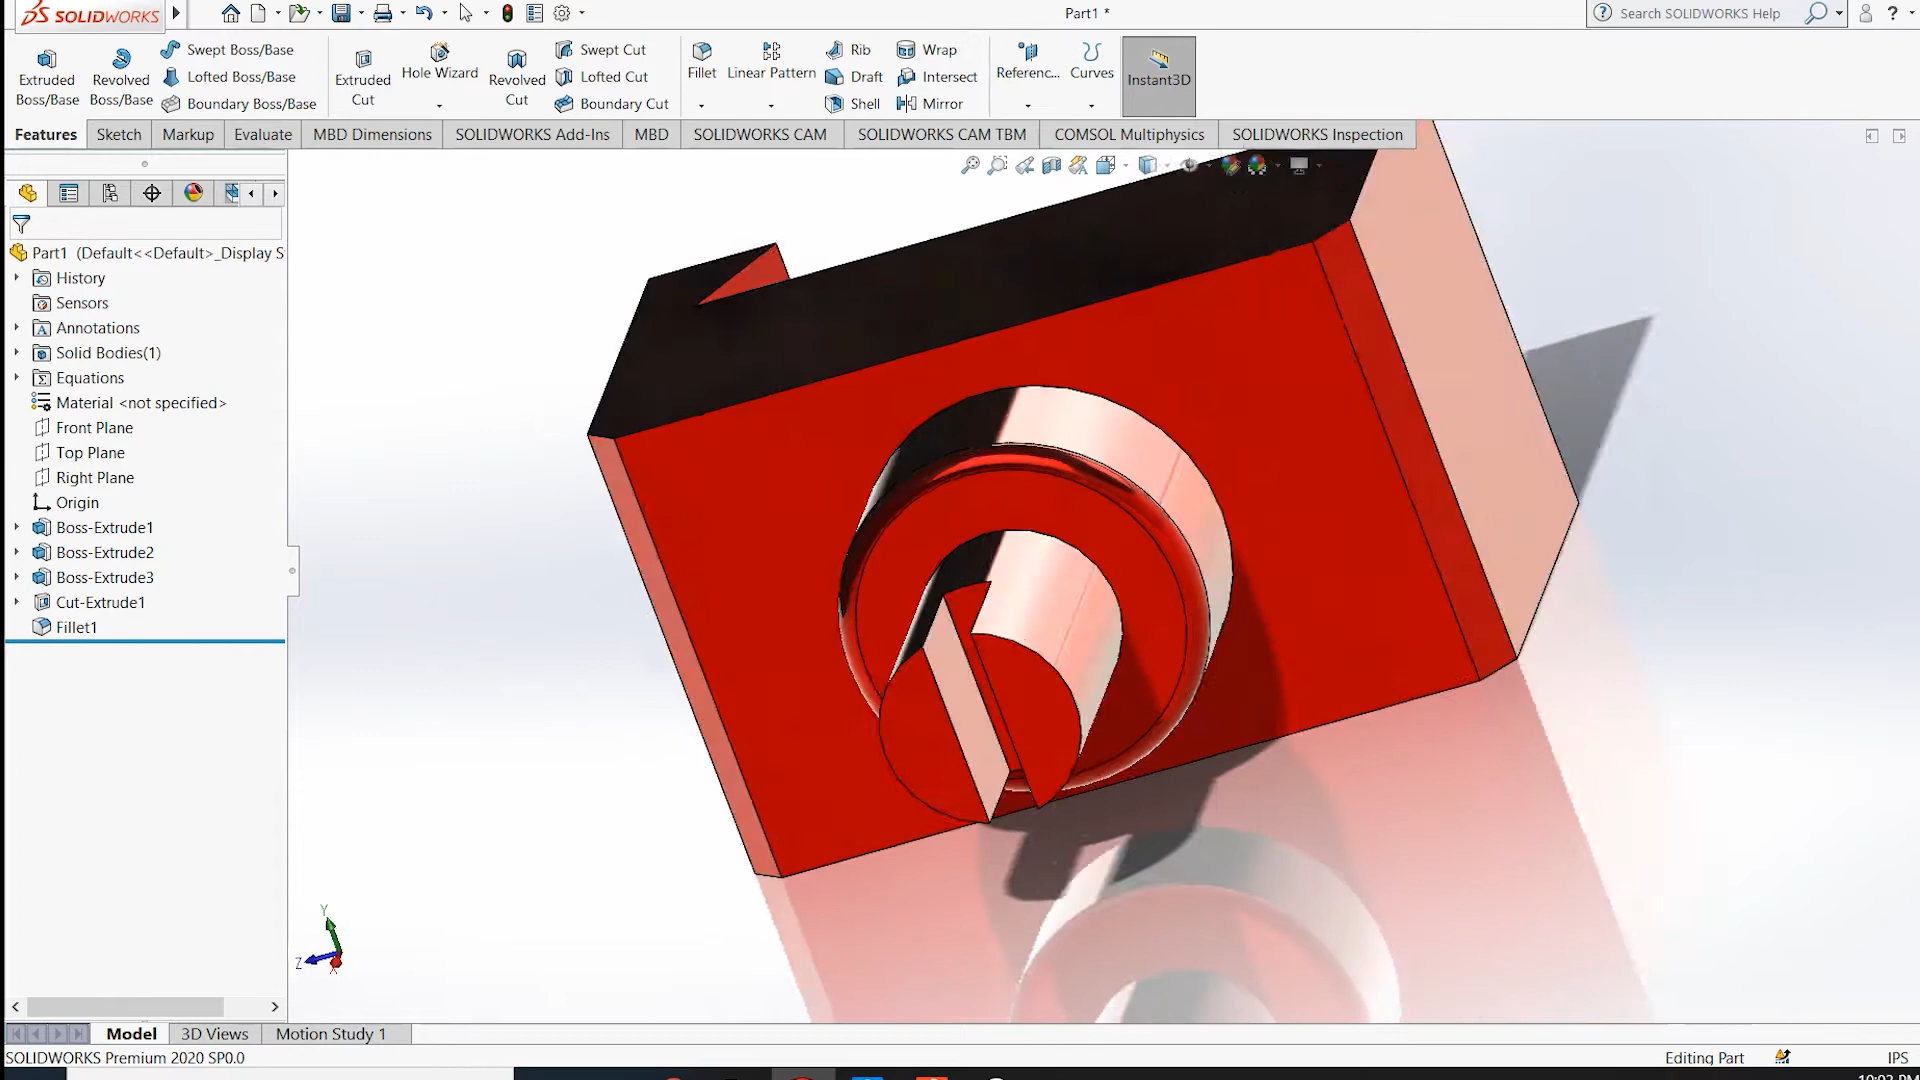 SOLIDWORKS
Part1 *
Search SOLIDWORKS Help
?
Extruded Boss/Base
Revolved Boss/Base
Swept Boss/Base
Lofted Boss/Base
Boundary Boss/Base
Extruded Cut
Hole Wizard
Revolved Cut
Swept Cut
Lofted Cut
Boundary Cut
Fillet
Linear Pattern
Rib
Draft
Shell
Wrap
Intersect
Mirror
Referenc...
Curves
Instant3D
Features
Sketch
Markup
Evaluate
MBD Dimensions
SOLIDWORKS Add-Ins
MBD
SOLIDWORKS CAM
SOLIDWORKS CAM TBM
COMSOL Multiphysics
SOLIDWORKS Inspection
Part1 (Default<<Default>_Display S
History
Sensors
Annotations
Solid Bodies(1)
Equations
Material <not specified>
Front Plane
Top Plane
Right Plane
Origin
Boss-Extrude1
Boss-Extrude2
Boss-Extrude3
Cut-Extrude1
Fillet1
Y
Z
X
Model
3D Views
Motion Study 1
SOLIDWORKS Premium 2020 SP0.0
Editing Part
IPS